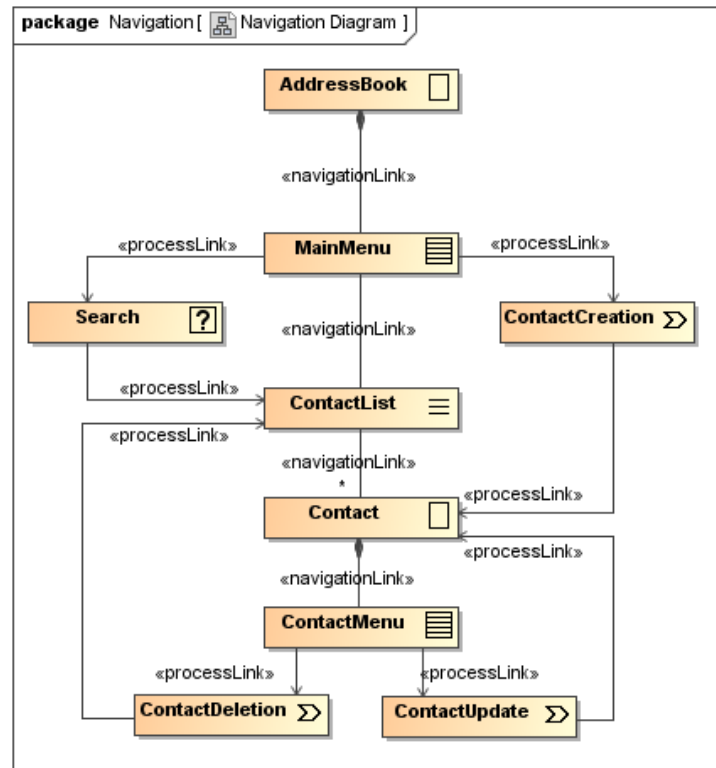 package Navigation [ Navigation Diagram ]
AddressBook
«navigationLink»
«processLink»
MainMenu
«processLink»
Search ?
«navigationLink»
ContactCreation
«processLink»
ContactList
«processLink»
«navigationLink»
*
«processLink»
Contact
«processLink»
«navigationLink»
ContactMenu
«processLink»
«processLink»
ContactDeletion
ContactUpdate